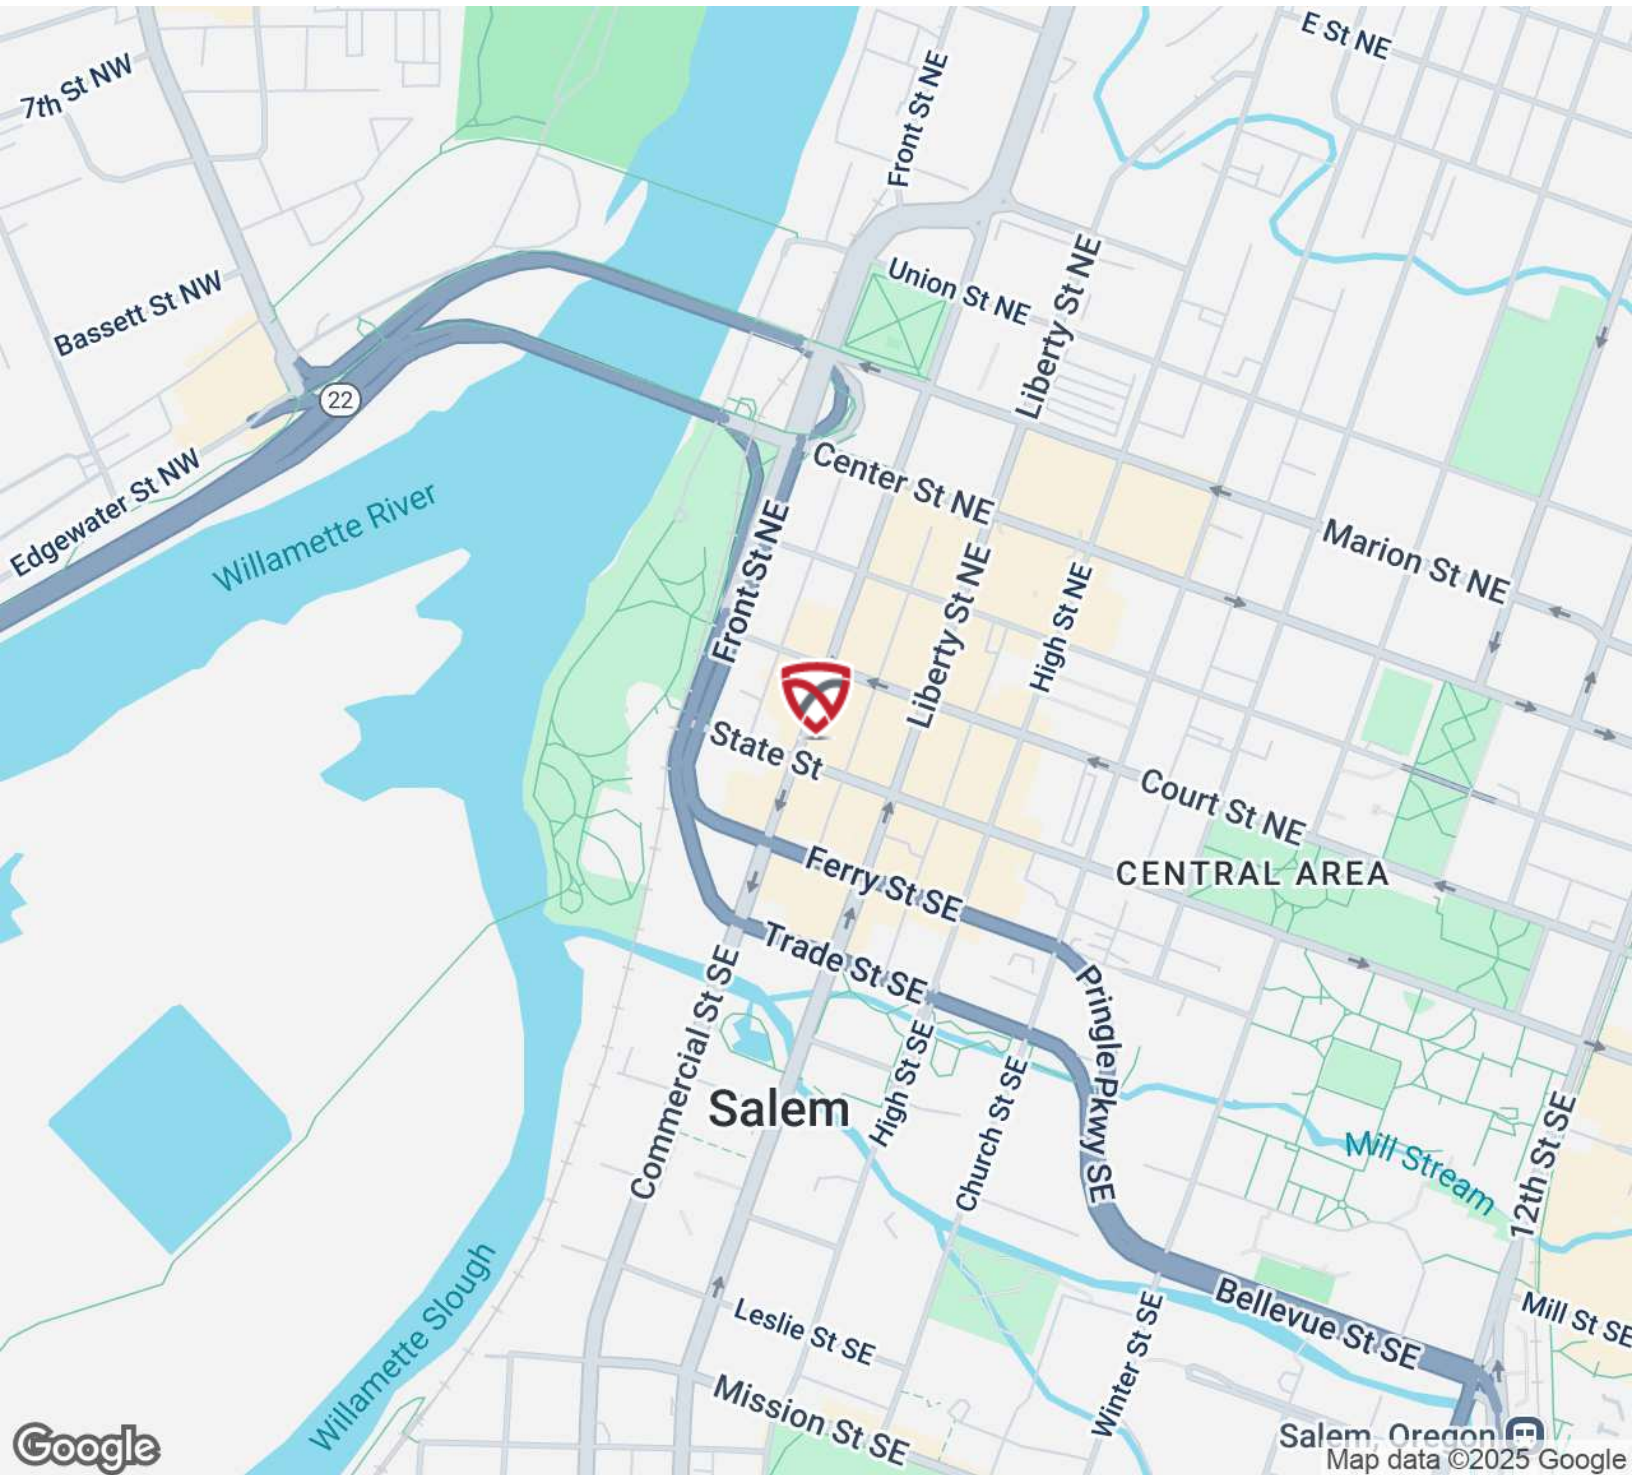 E St NE
7th St NW
Front St NE
Union St NE
Liberty St NE
Bassett St NW
22
Center St NE
Edgewater St NW
Willamette River
Marion St NE
Front St NE
Liberty St NE
High St NE
State St
Court St NE
CENTRAL AREA
Ferry St SE
Trade St SE
Pringle Pkwy SE
Commercial St SE
High St SE
Church St SE
Salem
Mill Stream
12th St SE
Willamette Slough
Leslie St SE
Bellevue St SE
Mill St SE
Winter St SE
Mission St SE
Salem, Oregon
Google
Map data ©2025 Google